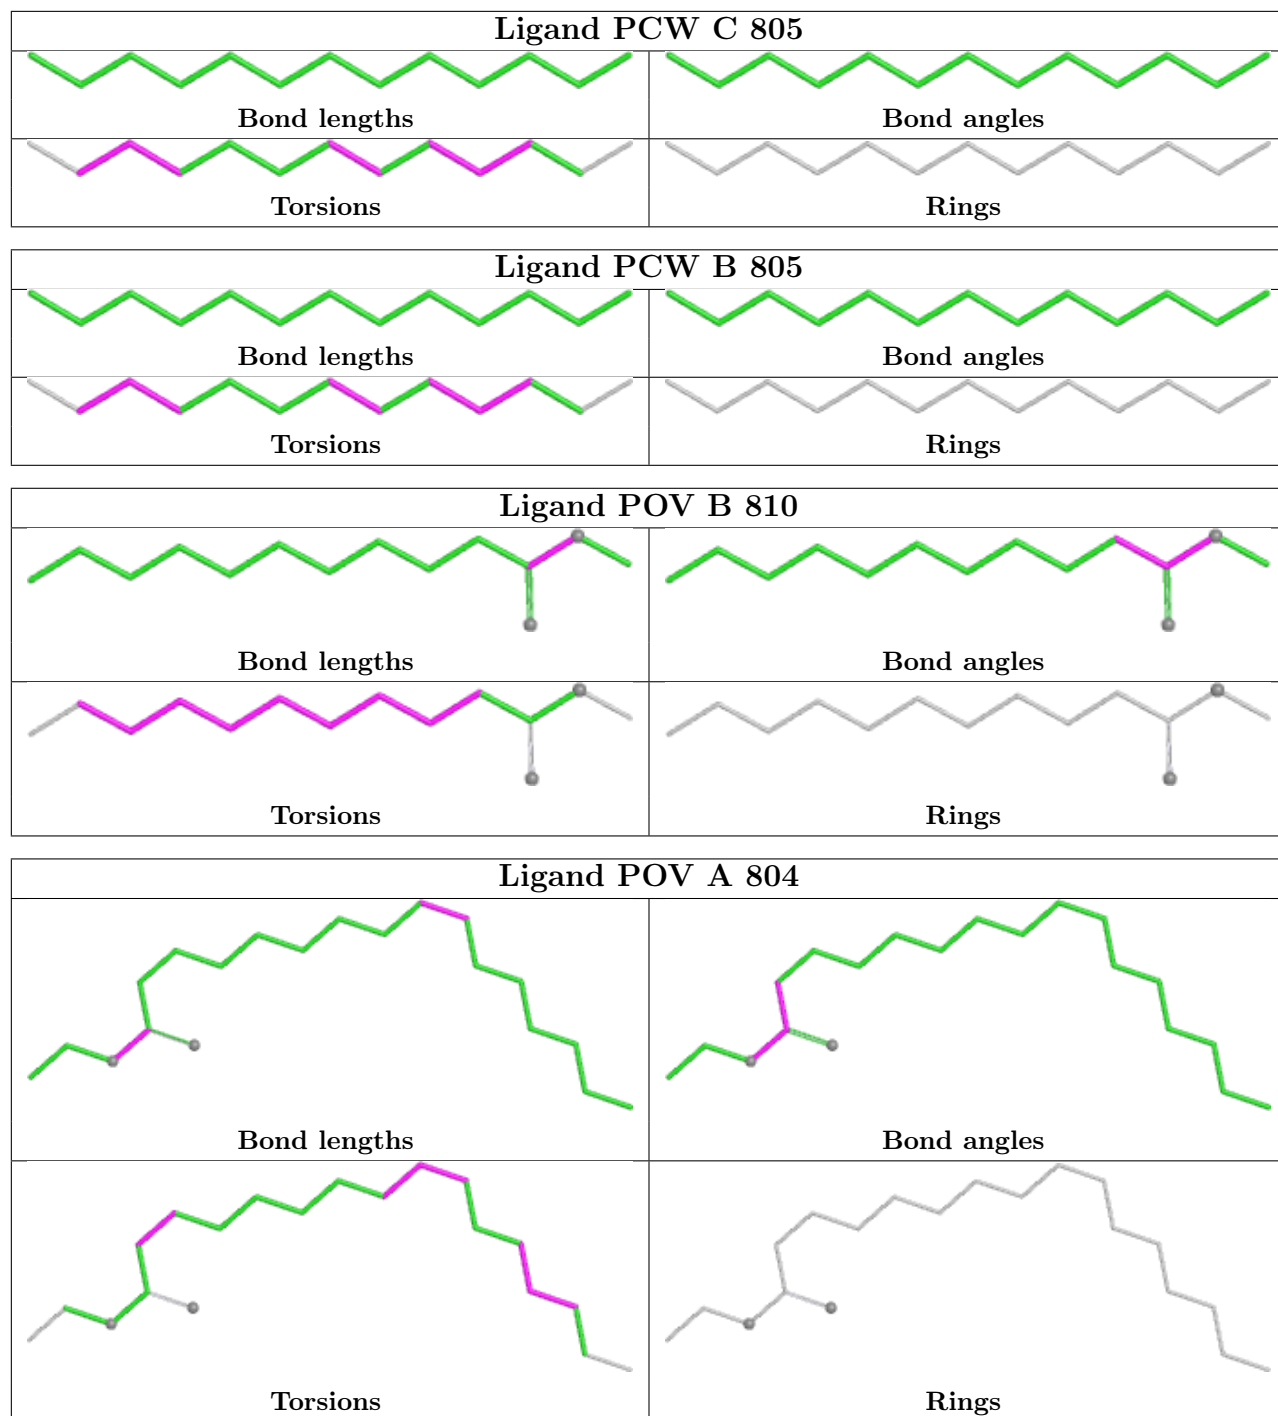 Ligand PCW C 805
Bond lengths Bond angles
Torsions Rings
Ligand PCW B 805
Bond lengths Bond angles
Torsions Rings
Ligand POV B 810
Bond lengths Bond angles
Torsions Rings
Ligand POV A 804
Bond lengths Bond angles
Torsions Rings